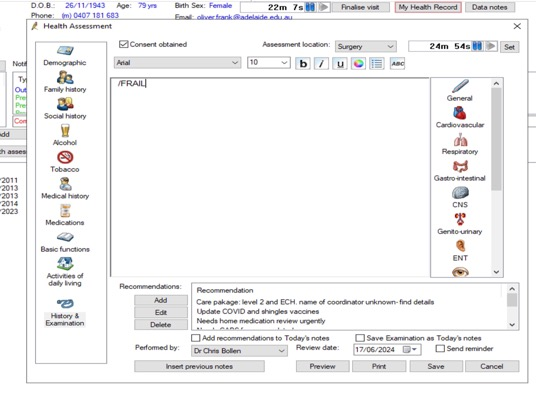 D.O.B.: 26/11/1943 Age: 79 yrs Birth Sex: Female 22m 7s Finalise visit My Health Record Data notes
Phone: (m) 0407 181 683 Email: oliver.frank@adelaide.edu.au
Health Assessment
Consent obtained Assessment location: Surgery 24m 54s Set
Arial 10 b / u ABC
/FRAIL
Demographic
Family history
Social history
Alcohol
Tobacco
Medical history
Medications
Basic functions
Activities of
daily living
History &
Examination
General
Cardiovascular
Respiratory
Gastro-intestinal
CNS
Genito-urinary
ENT
Notif
Ty
Out
Pre
Pre
Con
Add
th assess
/2011
/2013
/2013
/2014
/2023
Recommendations:
Add
Edit
Delete
Recommendation
Care pakage: level 2 and ECH. name of coordinator unknown- find details
Update COVID and shingles vaccines
Needs home medication review urgently
Add recommendations to Today's notes Save Examination as Today's notes
Performed by: Dr Chris Bollen Review date: 17/06/2024 Send reminder
Insert previous notes Preview Print Save Cancel